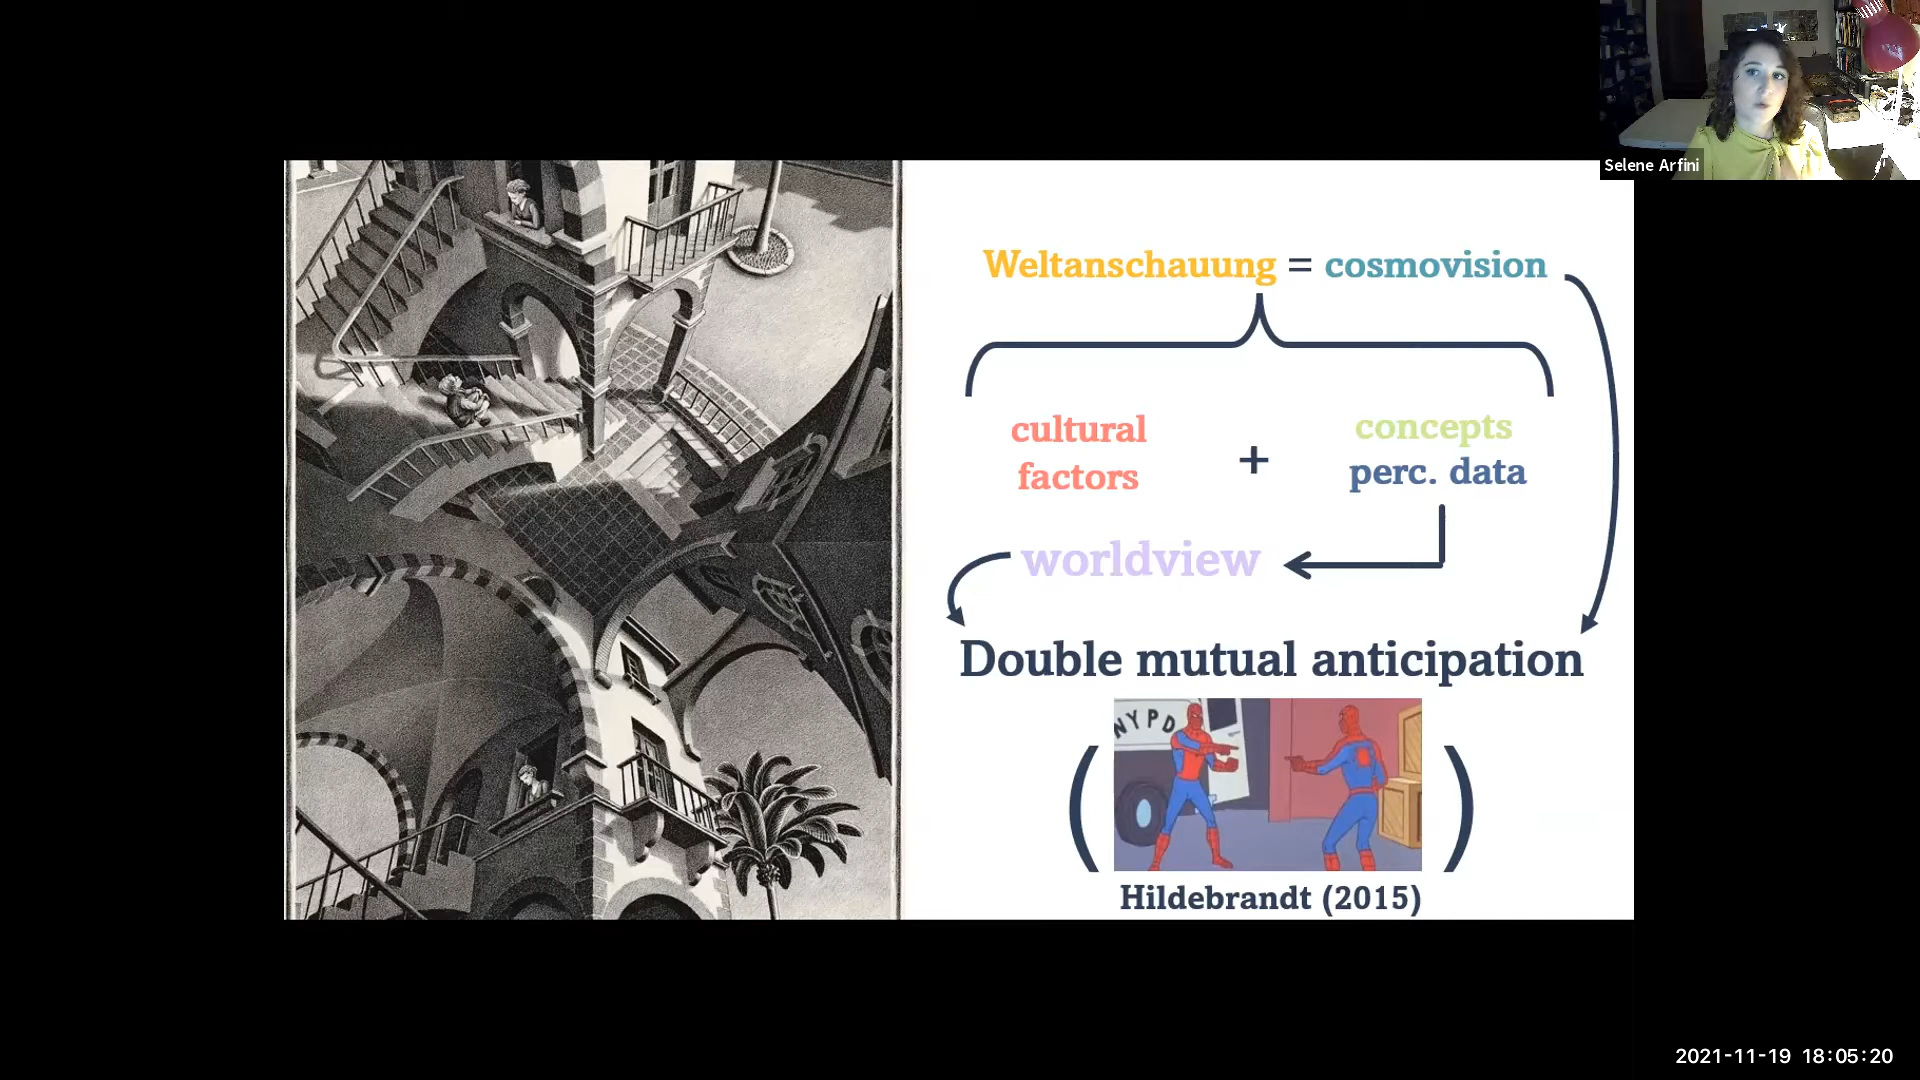 Selene Arfini
Weltanschauung = cosmovision
cultural
factors
+
concepts
perc. data
worldview
Double mutual anticipation
(
NYPD
)
Hildebrandt (2015)
2021-11-19 18:05:20